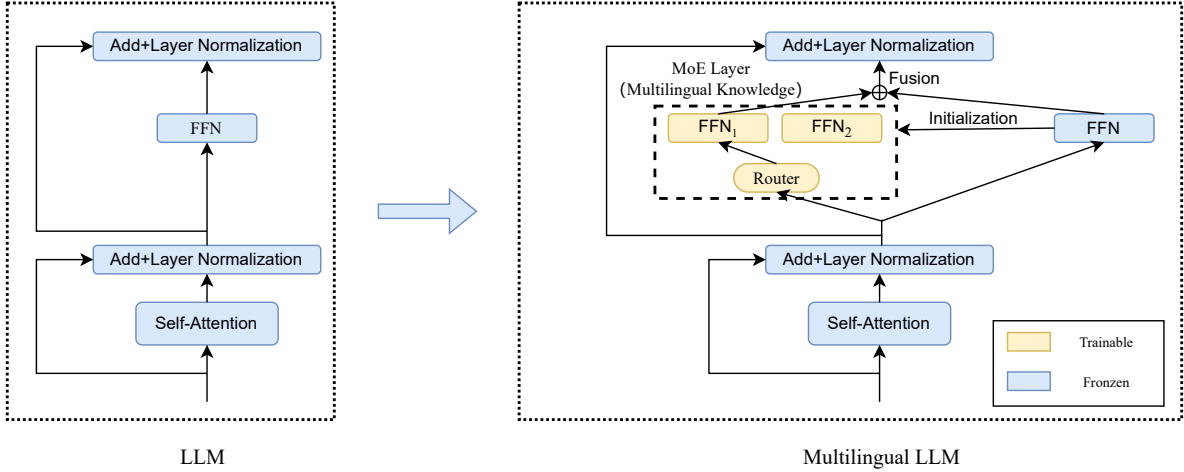 Add+Layer Normalization
FFN
Add+Layer Normalization
Self-Attention
LLM
Add+Layer Normalization
MoE Layer
(Multilingual Knowledge)
Fusion
FFN1
FFN2
Initialization
FFN
Router
Add+Layer Normalization
Self-Attention
Trainable
Fronzen
Multilingual LLM